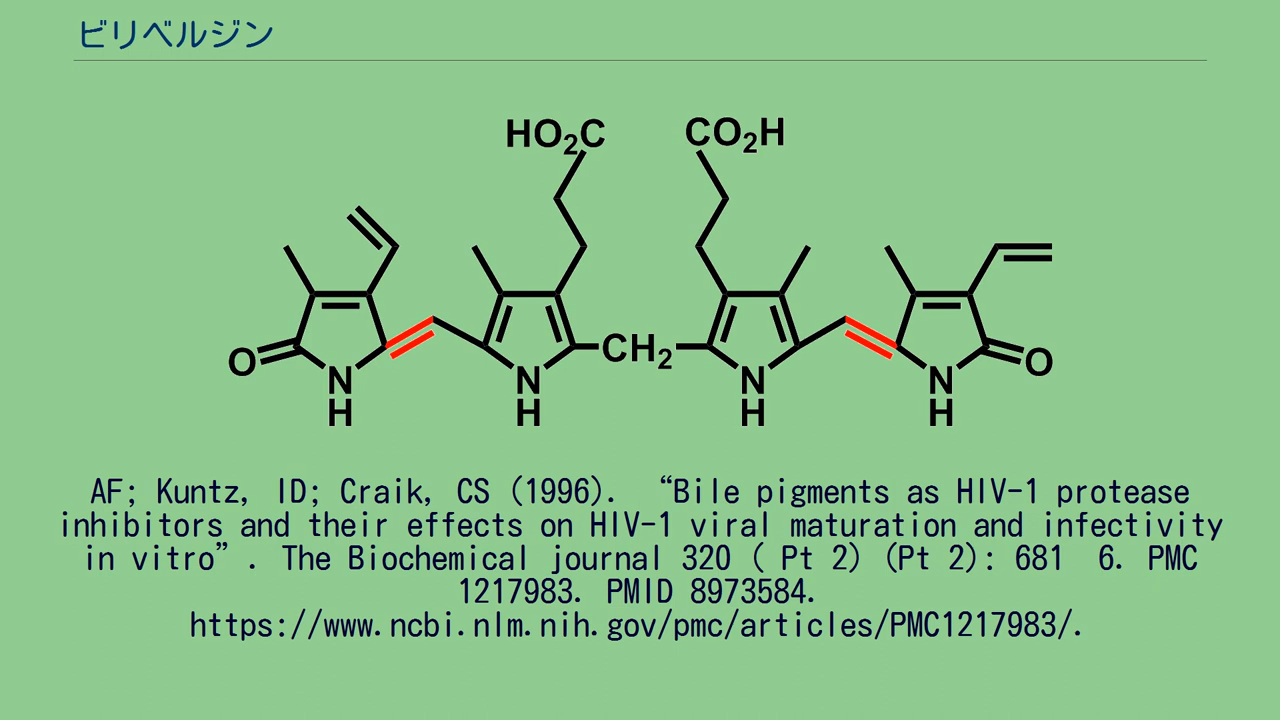 ビリベルジン
HO2C CO2H
O N H N H CH2 N H N H O
AF; Kuntz, ID; Craik, CS (1996). “Bile pigments as HIV-1 protease
inhibitors and their effects on HIV-1 viral maturation and infectivity
in vitro”. The Biochemical journal 320 ( Pt 2) (Pt 2): 681 6. PMC
1217983. PMID 8973584.
https://www.ncbi.nlm.nih.gov/pmc/articles/PMC1217983/.